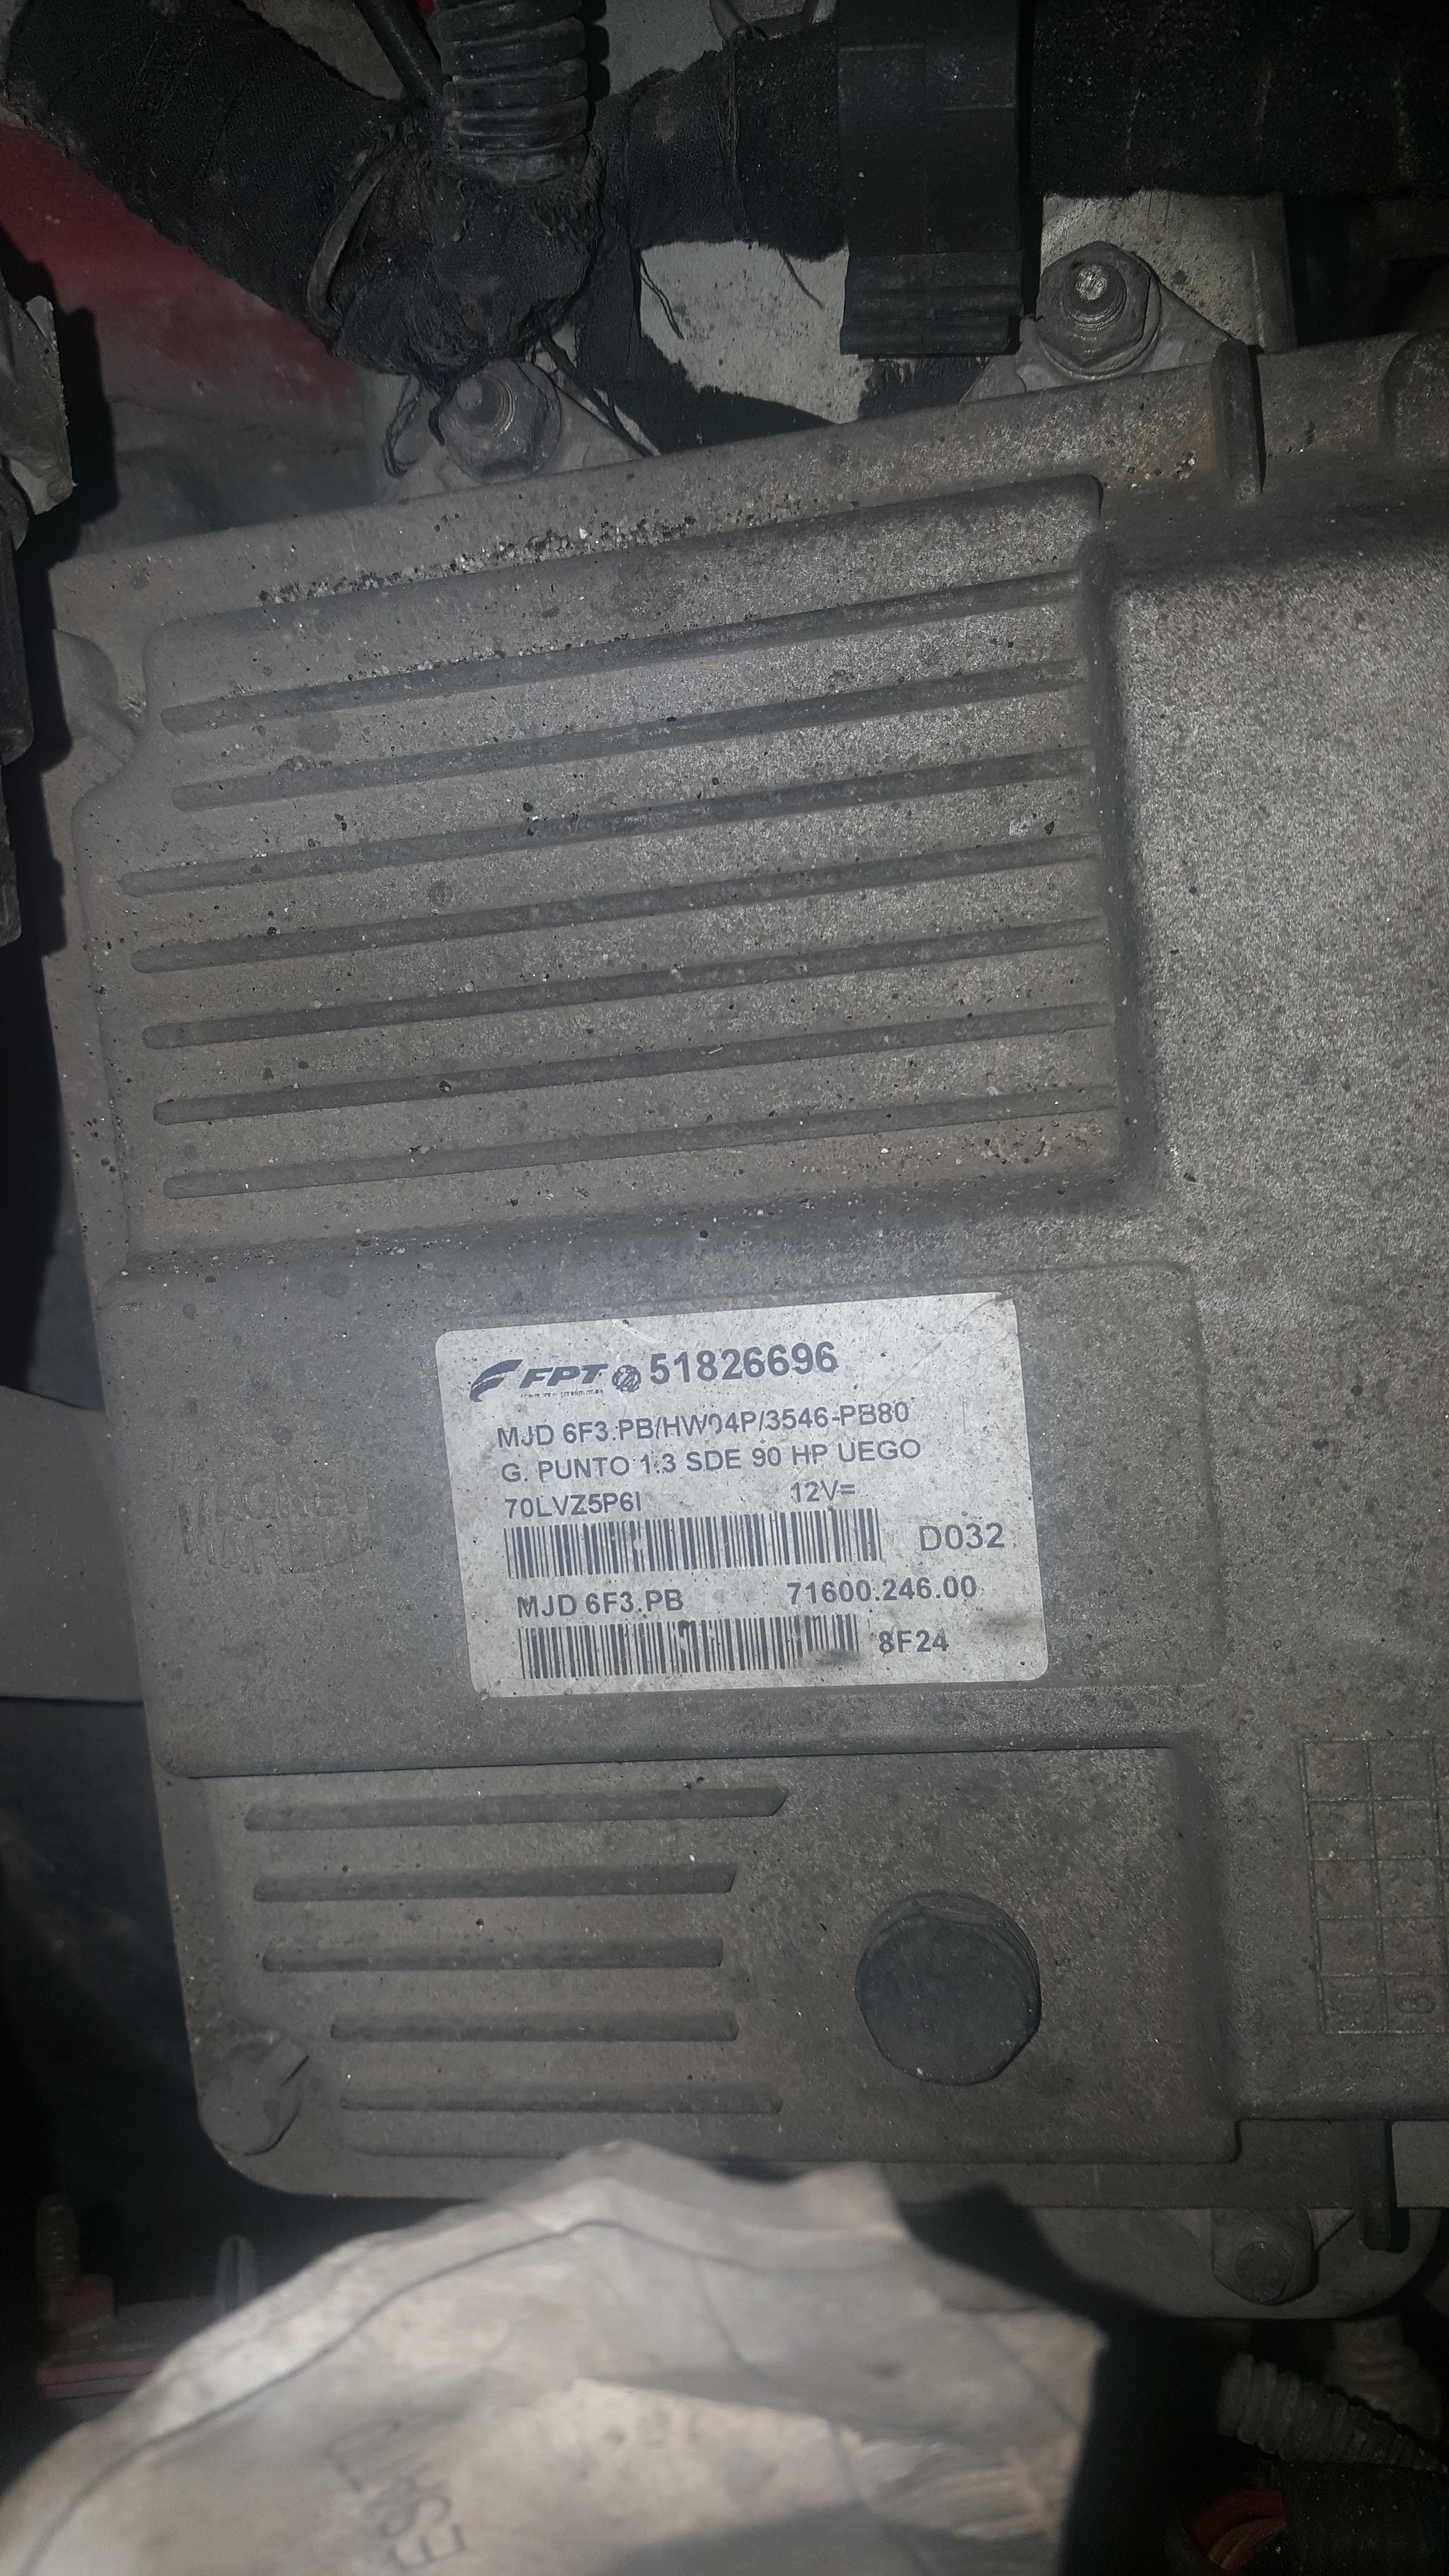 FPT 51826696
MJD 6F3.PB/HW04P/3546-PB80
G. PUNTO 1.3 SDE 90 HP UEGO
70LVZ5P6I 12V=
D032
MJD 6F3.PB 71600.246.00
8F24